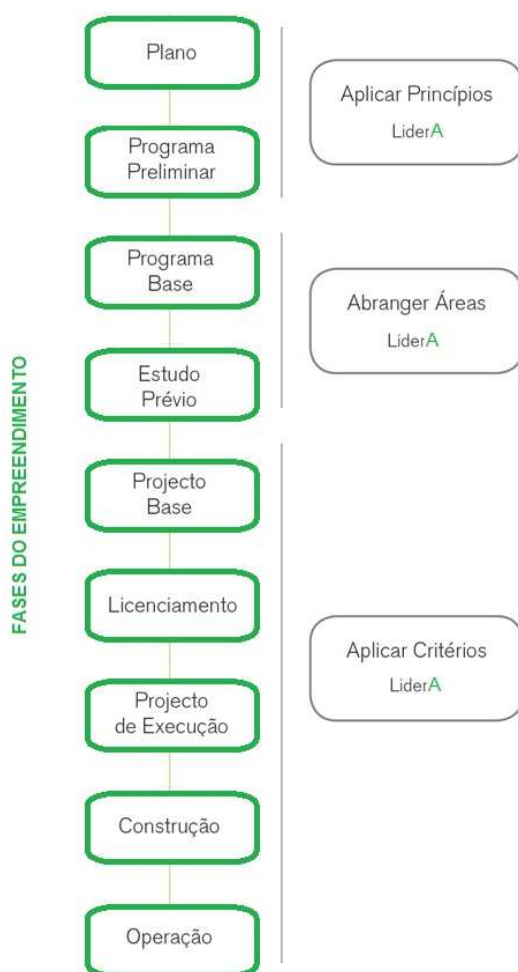 FASES DO EMPREENDIMENTO
Plano
Programa
Preliminar
Programa
Base
Estudo
Prévio
Projecto
Base
Licenciamento
Projecto
de Execução
Construção
Operação
Aplicar Princípios
LiderA
Abranger Áreas
LiderA
Aplicar Critérios
LiderA